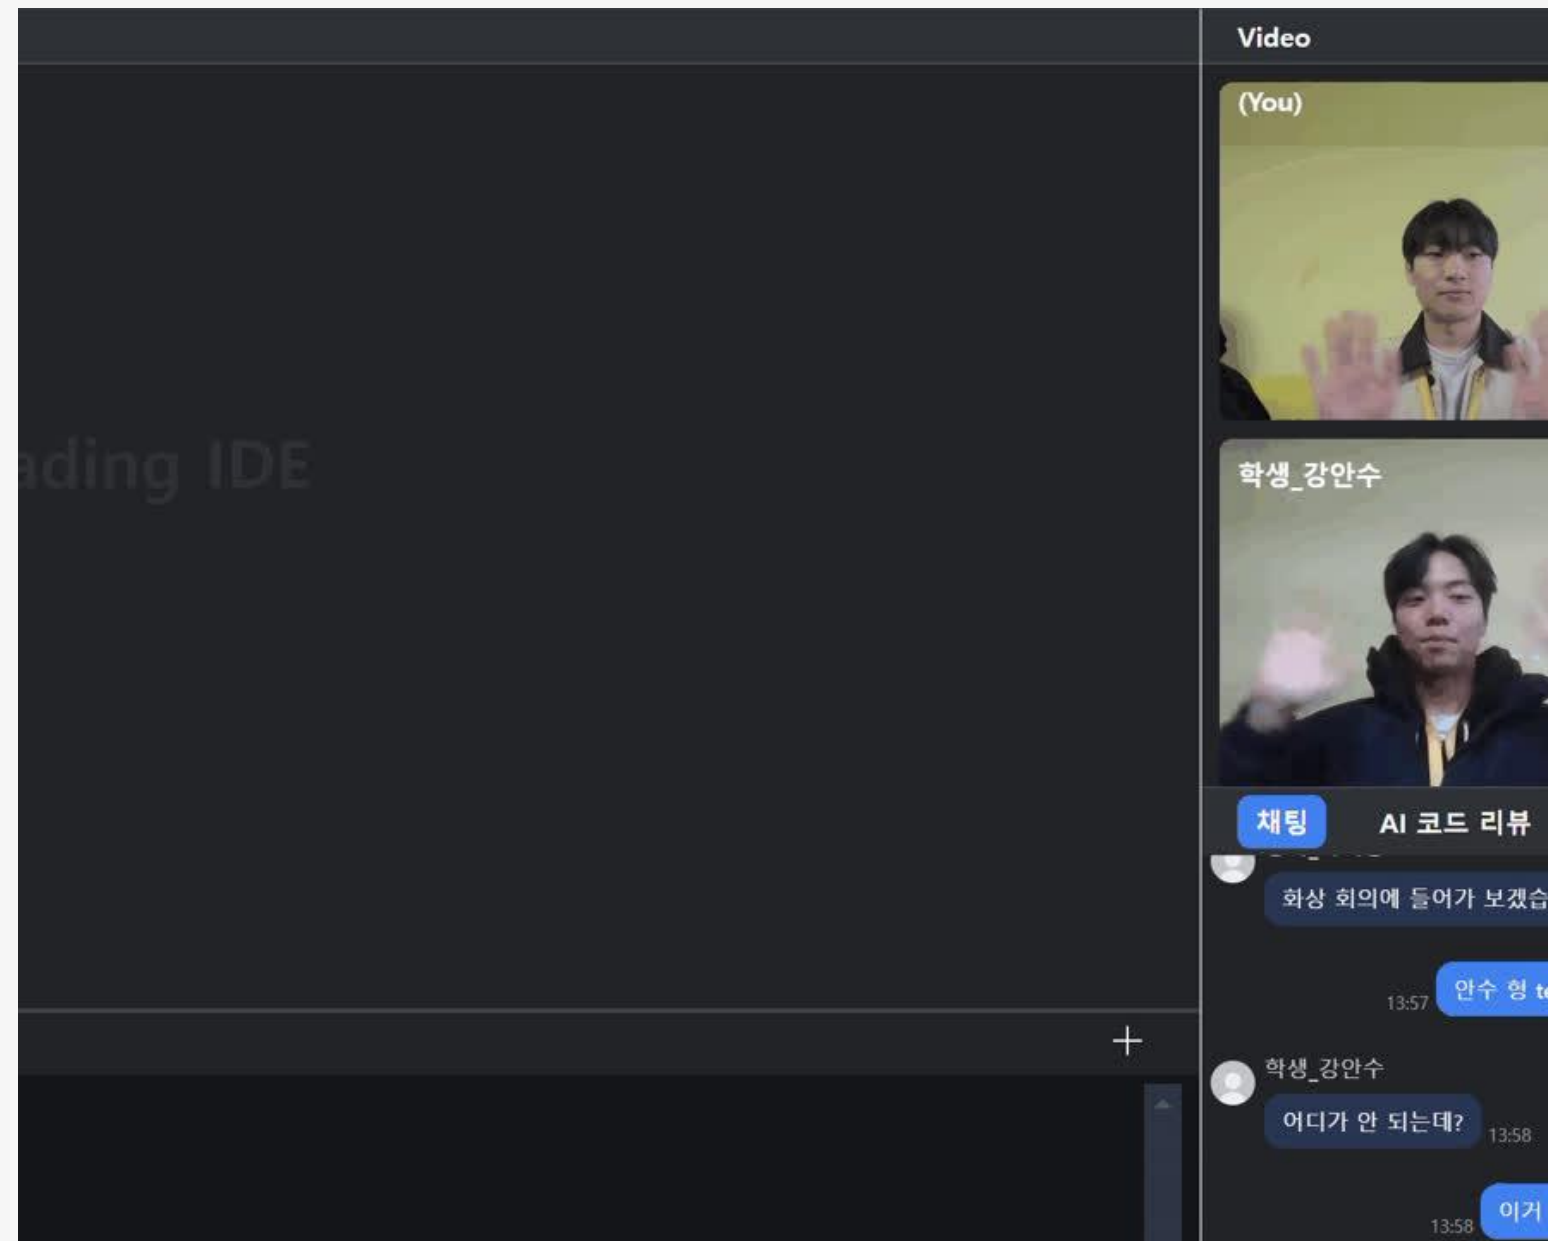 Video
(You)
ading IDE
학생_강안수
채팅 AI 코드 리뷰
화상 회의에 들어가 보겠습
13:57 안수 형 te
학생_강안수
어디가 안 되는데? 13:58
13:58 이거